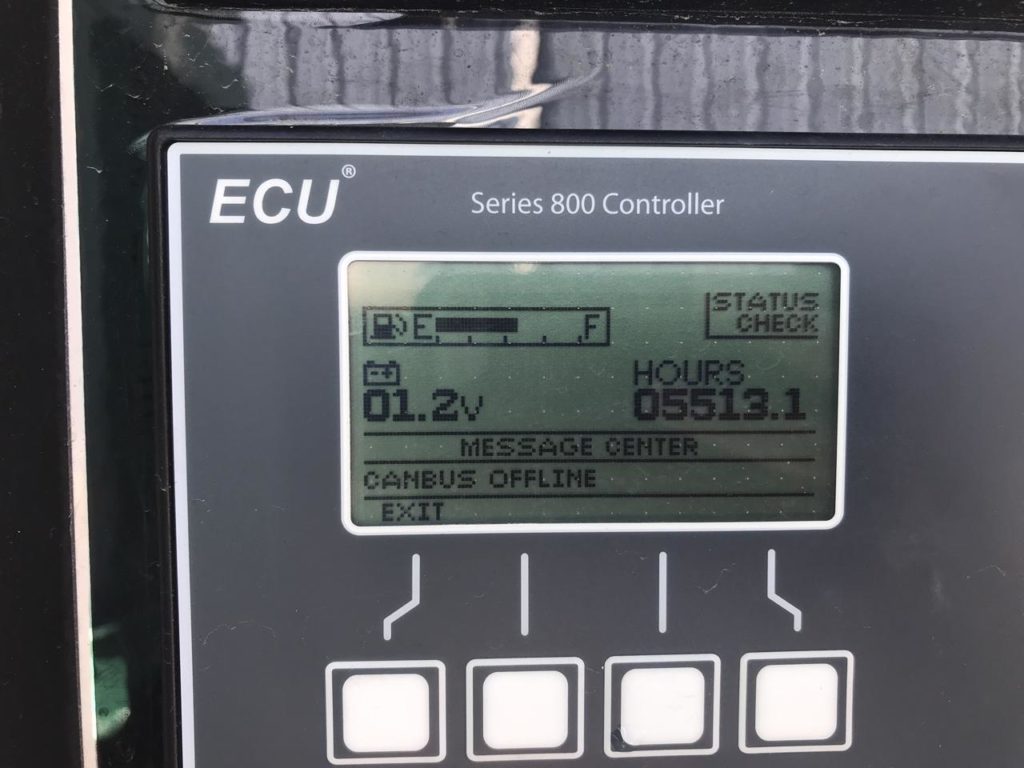 ECU®
Series 800 Controller
STATUS
CHECK
E F
HOURS
01.2V
05513.1
MESSAGE CENTER
CANBUS OFFLINE
EXIT